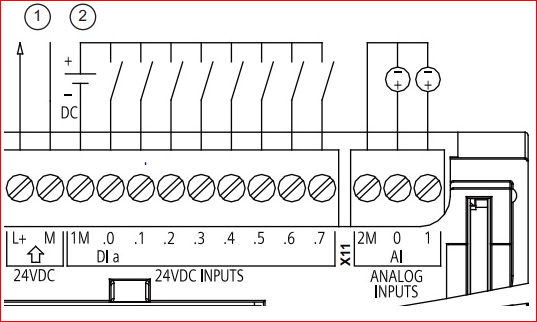 1 2
+
−
DC
− −
+ +
L+ M 1M .0 .1 .2 .3 .4 .5 .6 .7 X11 2M 0 1
DI a AI
24VDC 24VDC INPUTS ANALOG
INPUTS